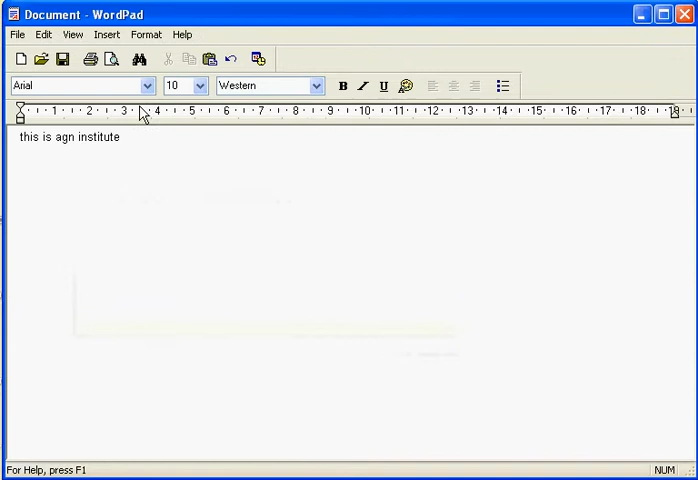 Document - WordPad
File Edit View Insert Format Help
Arial 10 Western B I U
1 2 3 4 5 6 7 8 9 10 11 12 13 14 15 16 17 18
this is agn institute
For Help, press F1 NUM